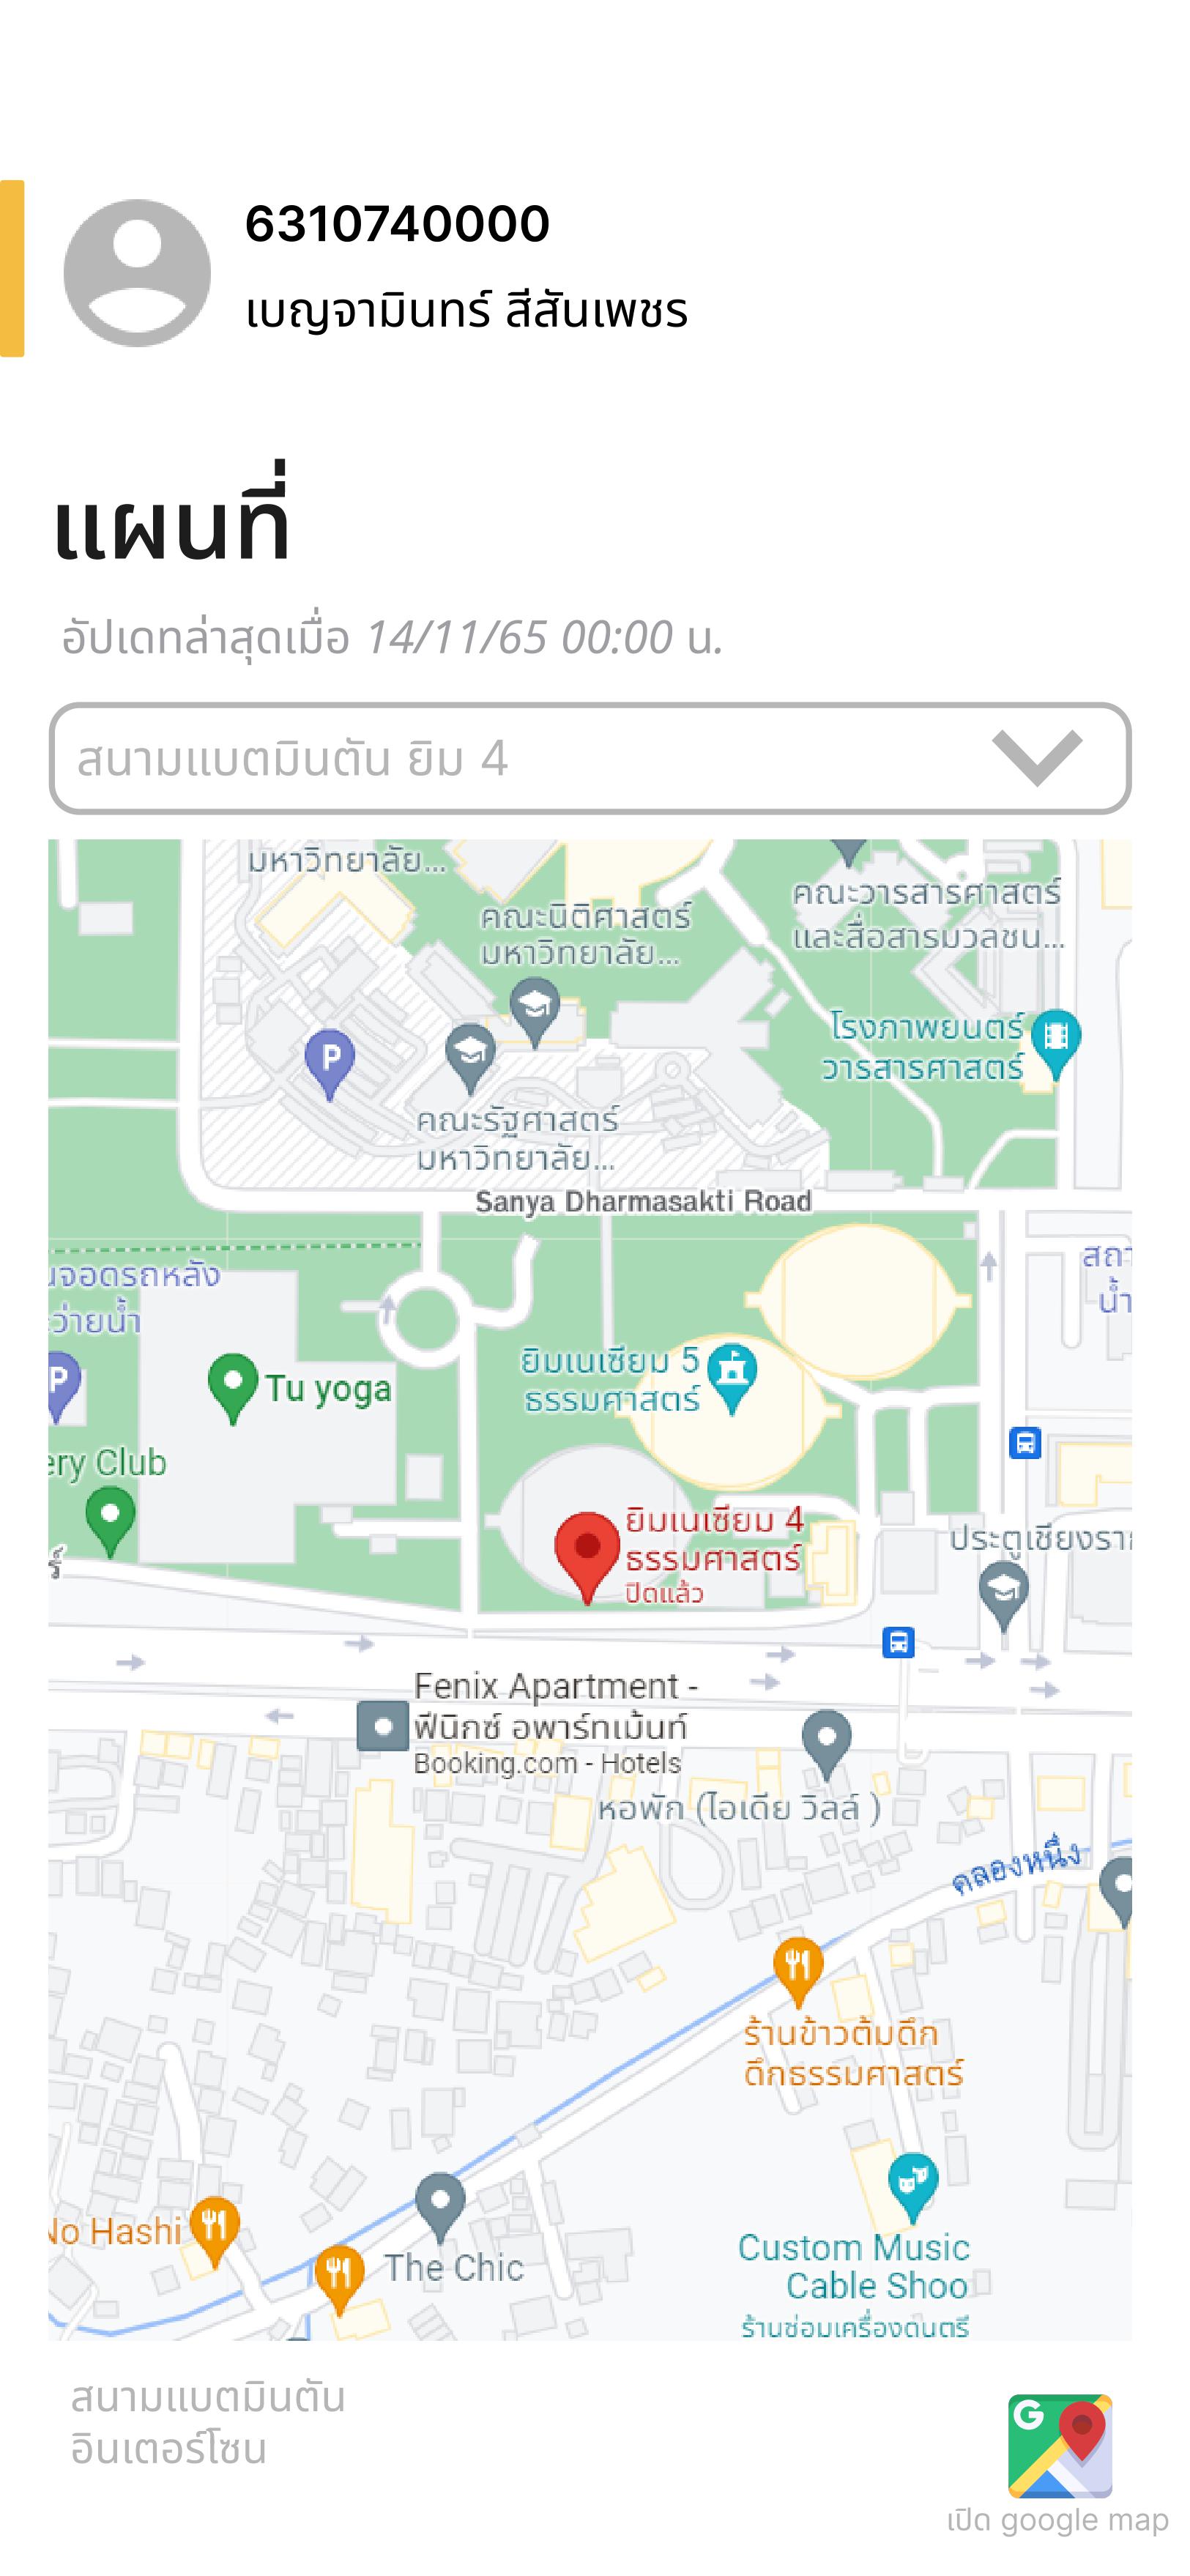 6310740000
เบญจามินทร์ สีสันเพชร
แผนที่
อัปเดทล่าสุดเมื่อ 14/11/65 00:00 น.
สนามแบตมินตัน ยิม 4
มหาวิทยาลัย...
คณะนิติศาสตร์
มหาวิทยาลัย...
คณะวารสารศาสตร์
และสื่อสารมวลชน...
โรงภาพยนตร์
วารสารศาสตร์
P
คณะรัฐศาสตร์
มหาวิทยาลัย...
Sanya Dharmasakti Road
นจอดรถหลัง
ะว่ายน้ำ
P
สถา
น้ำ
ยิมเนเซียม 5
ธรรมศาสตร์
Tu yoga
ery Club
ร์
ยิมเนเซียม 4
ธรรมศาสตร์
ปิดแล้ว
ประตูเชียงราก
Fenix Apartment -
ฟีนิกซ์ อพาร์ทเม้นท์
Booking.com - Hotels
หอพัก (ไอเดีย วิลล์ )
คลองหนึ่ง
ร้านข้าวต้มดึก
ดึกธรรมศาสตร์
No Hashi
The Chic
Custom Music
Cable Shoo
ร้านซ่อมเครื่องดนตรี
สนามแบตมินตัน
อินเตอร์โซน
G
เปิด google map